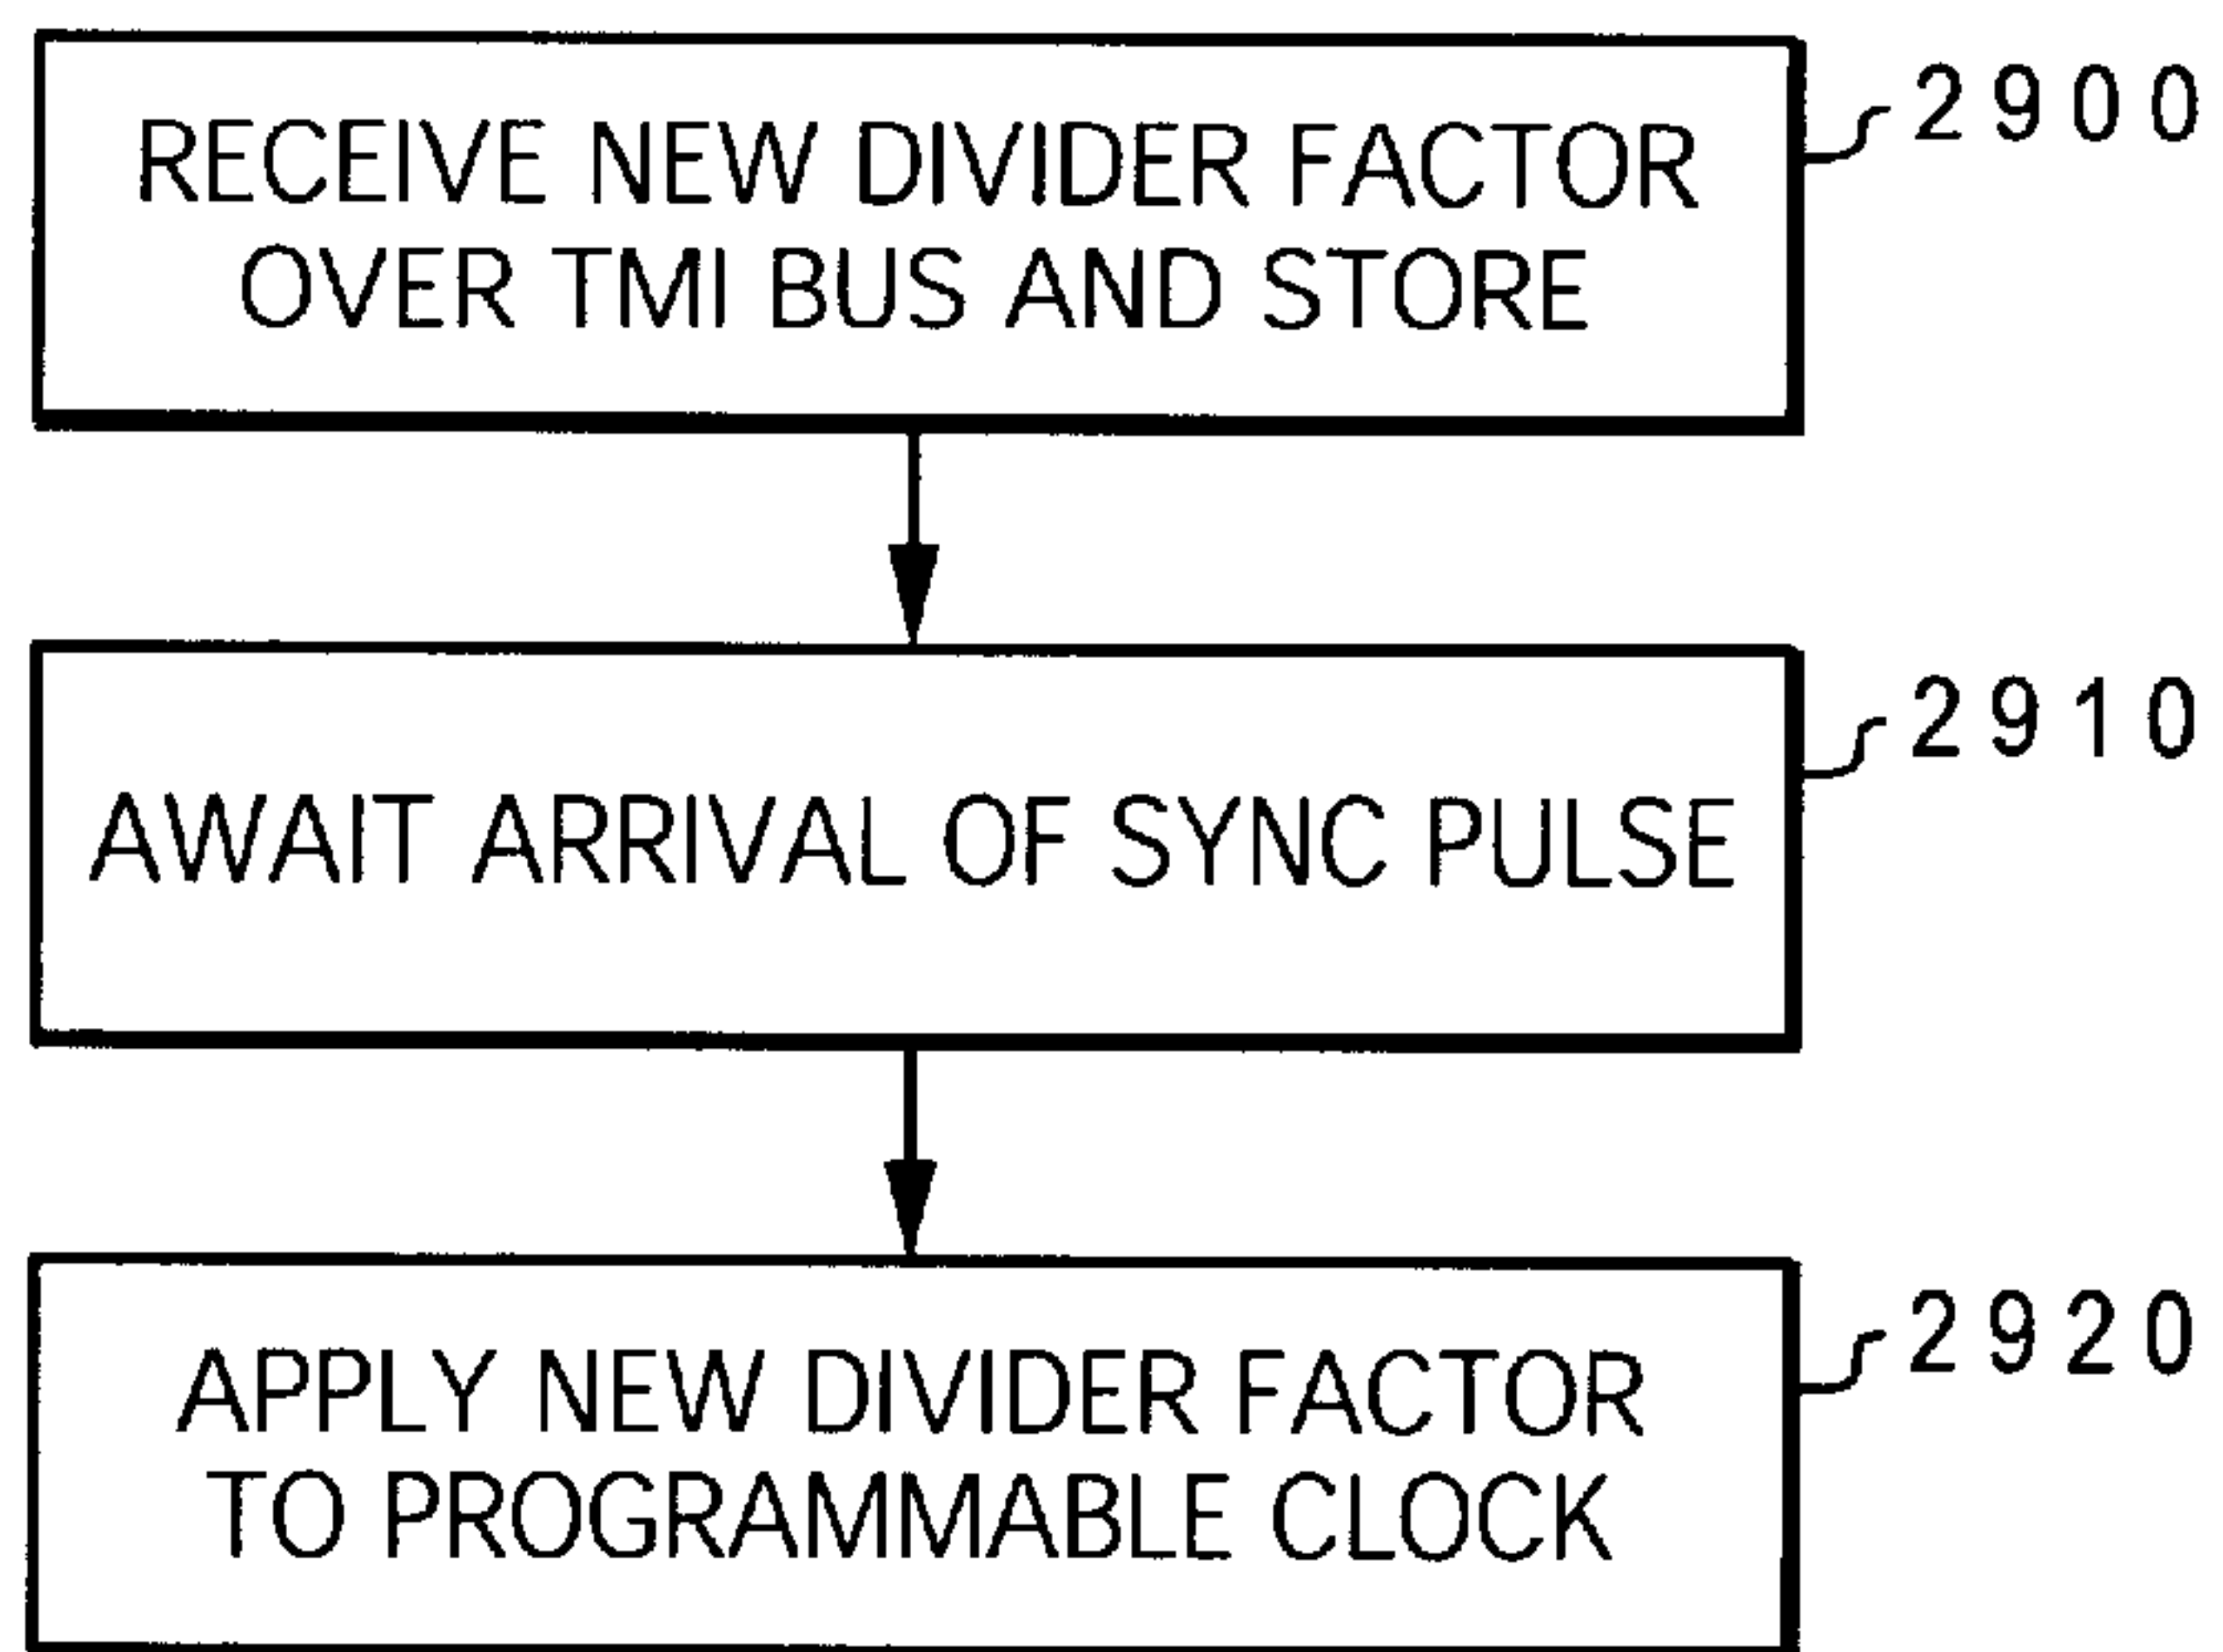 RECEIVE NEW DIVIDER FACTOR
OVER TMI BUS AND STORE
2900
AWAIT ARRIVAL OF SYNC PULSE
2910
APPLY NEW DIVIDER FACTOR
TO PROGRAMMABLE CLOCK
2920